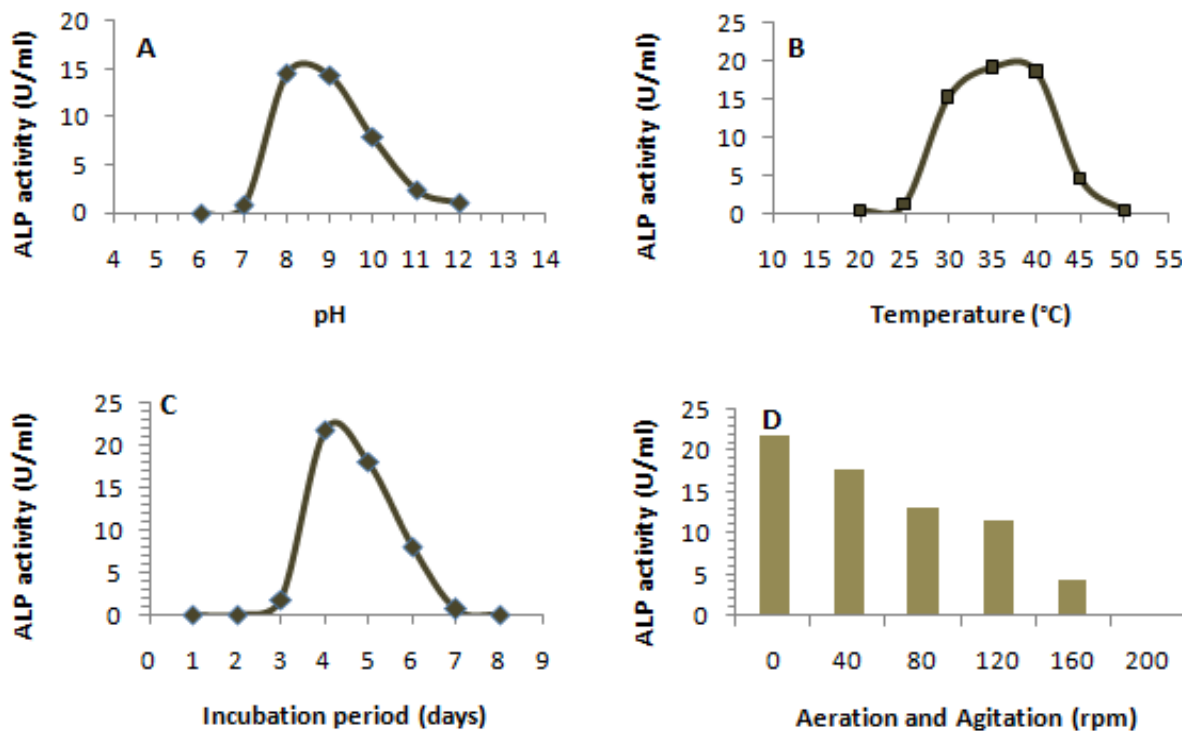 A
ALP activity (U/ml)
20
15
10
5
0
4 5 6 7 8 9 10 11 12 13 14
pH
B
ALP activity (U/ml)
25
20
15
10
5
0
10 15 20 25 30 35 40 45 50 55
Temperature (°C)
C
ALP activity (U/ml)
25
20
15
10
5
0
0 1 2 3 4 5 6 7 8 9
Incubation period (days)
D
ALP activity (U/ml)
25
20
15
10
5
0
0 40 80 120 160 200
Aeration and Agitation (rpm)